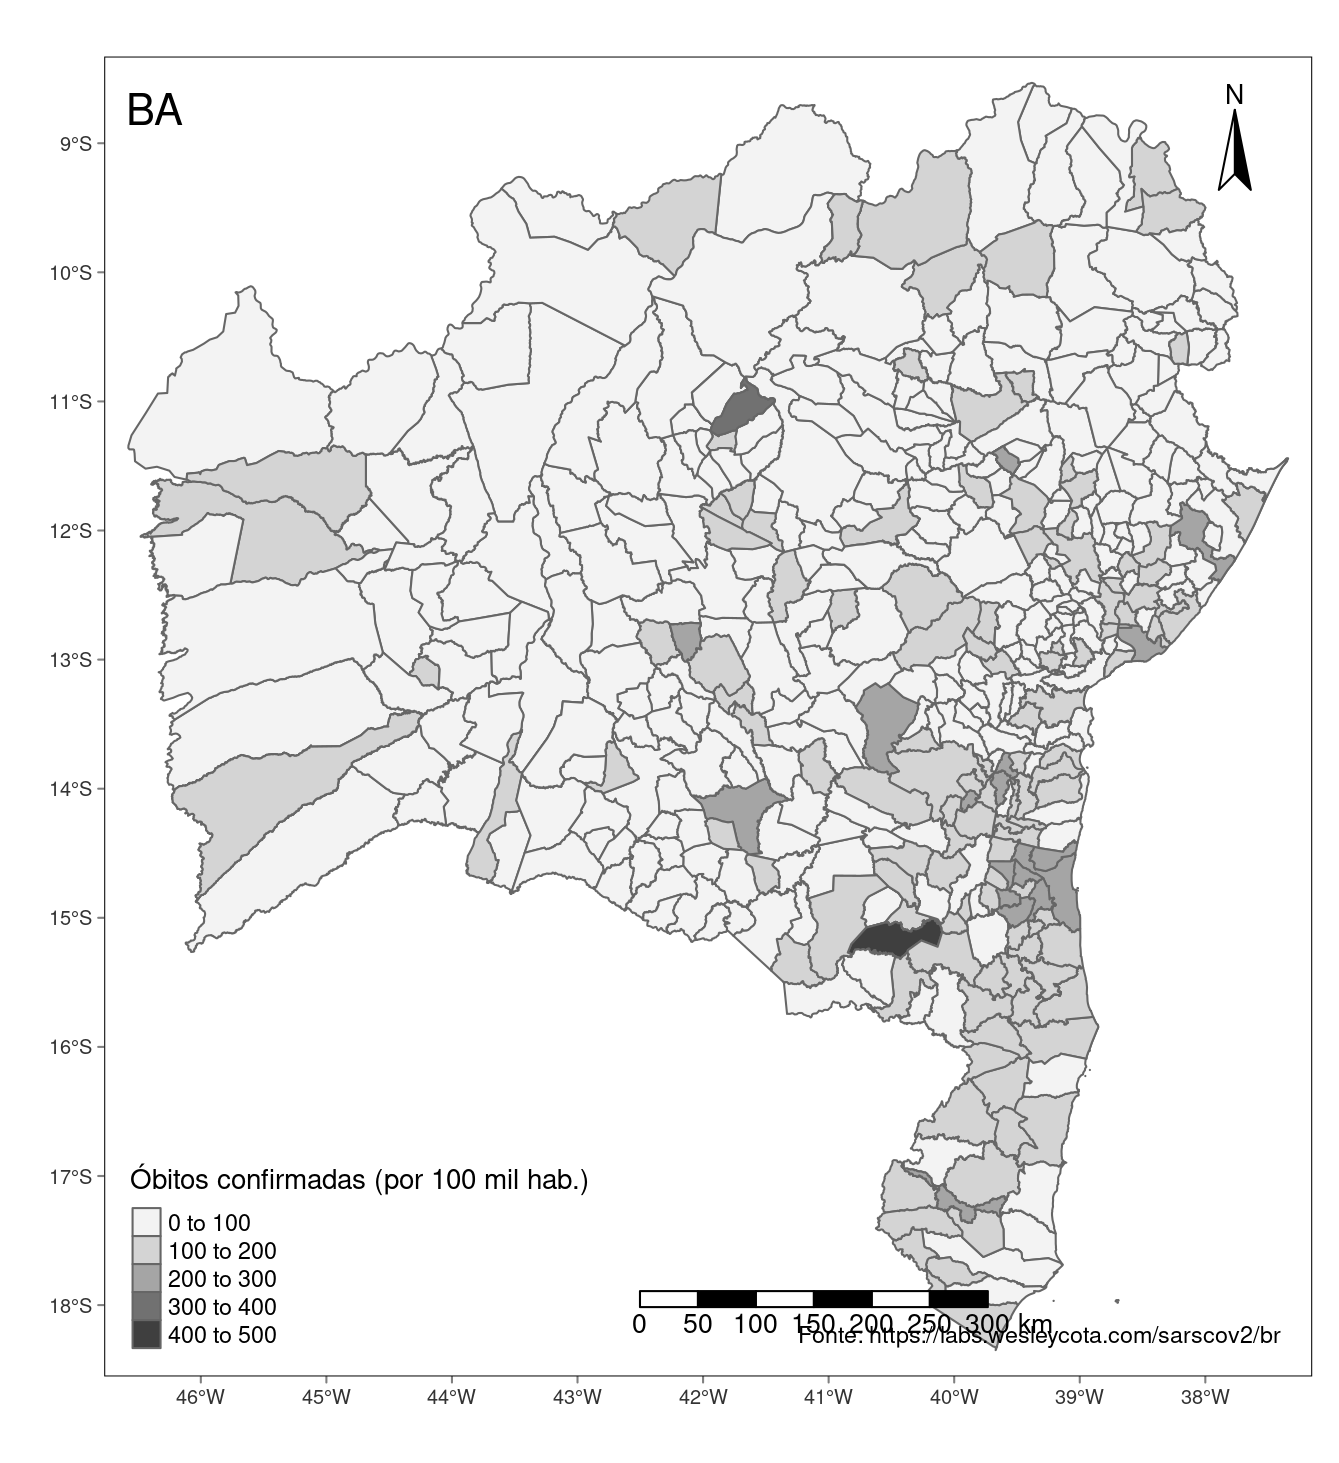 BA
N
9°S
10°S
11°S
12°S
13°S
14°S
15°S
16°S
17°S
18°S
Óbitos confirmadas (por 100 mil hab.)
0 to 100
100 to 200
200 to 300
300 to 400
400 to 500
0 50 100 150 200 250 300 km
Fonte: https://labs.wesleycota.com/sarscov2/br
46°W 45°W 44°W 43°W 42°W 41°W 40°W 39°W 38°W